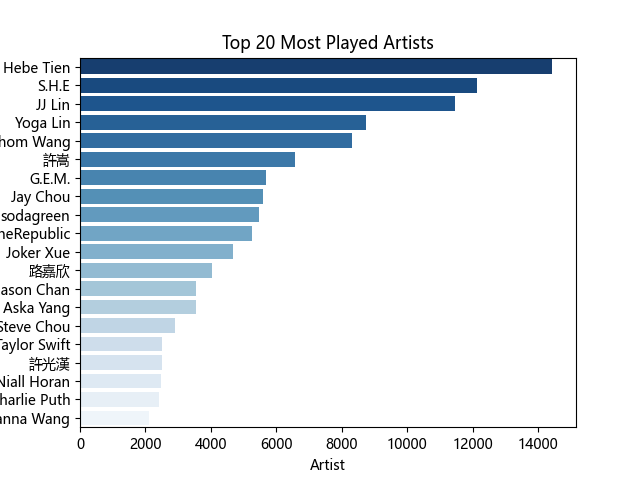 Top 20 Most Played Artists
Hebe Tien
S.H.E
JJ Lin
Yoga Lin
hom Wang
許嵩
G.E.M.
Jay Chou
sodagreen
neRepublic
Joker Xue
路嘉欣
ason Chan
Aska Yang
Steve Chou
Taylor Swift
許光漢
Niall Horan
harlie Puth
anna Wang
0 2000 4000 6000 8000 10000 12000 14000
Artist